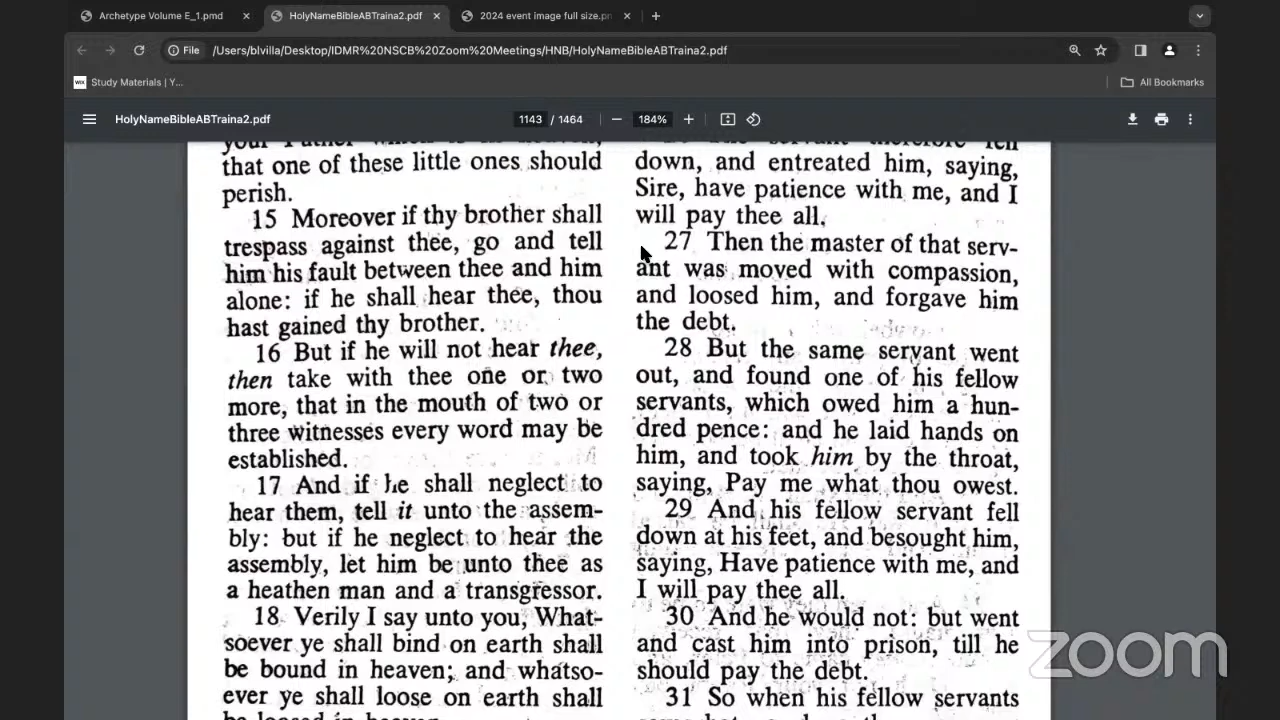 Archetype Volume E_1.pmd
HolyNameBibleABTraina2.pdf
2024 event image full size.pn
File
/Users/blvilla/Desktop/IDMR%20NSCB%20Zoom%20Meetings/HNB/HolyNameBibleABTraina2.pdf
WIX
Study Materials | Y...
All Bookmarks
HolyNameBibleABTraina2.pdf
1143 / 1464
184%
that one of these little ones should
perish.
15 Moreover if thy brother shall
trespass against thee, go and tell
him his fault between thee and him
alone: if he shall hear thee, thou
hast gained thy brother.
16 But if he will not hear thee,
then take with thee one or two
more, that in the mouth of two or
three witnesses every word may be
established.
17 And if he shall neglect to
hear them, tell it unto the assem-
bly: but if he neglect to hear the
assembly, let him be unto thee as
a heathen man and a transgressor.
18 Verily I say unto you, What-
soever ye shall bind on earth shall
be bound in heaven; and whatso-
ever ye shall loose on earth shall
be loosed in heaven
down, and entreated him, saying,
Sire, have patience with me, and I
will pay thee all.
27 Then the master of that serv-
ant was moved with compassion,
and loosed him, and forgave him
the debt.
28 But the same servant went
out, and found one of his fellow
servants, which owed him a hun-
dred pence: and he laid hands on
him, and took him by the throat,
saying, Pay me what thou owest.
29 And his fellow servant fell
down at his feet, and besought him,
saying, Have patience with me, and
I will pay thee all.
30 And he would not: but went
and cast him into prison, till he
should pay the debt.
31 So when his fellow servants
zoom